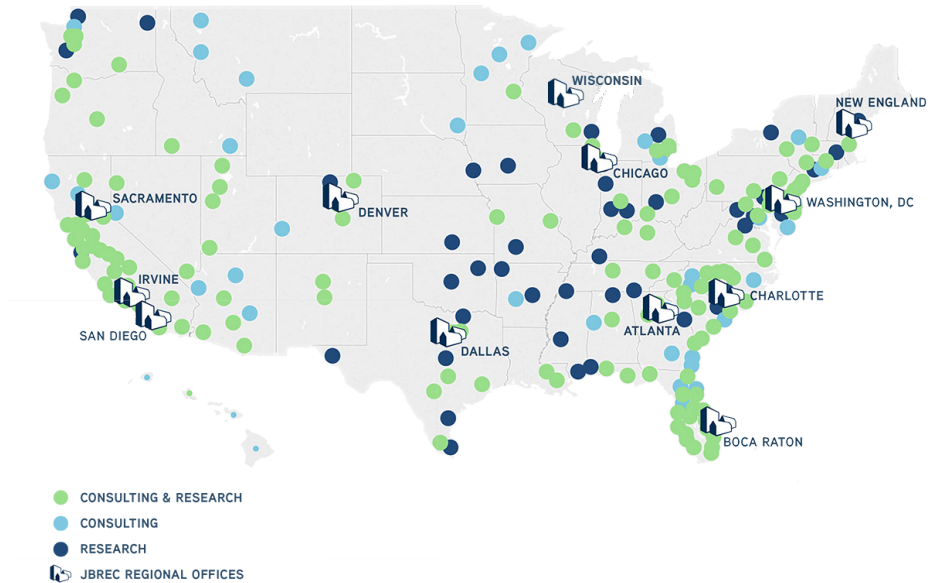 WISCONSIN
NEW ENGLAND
CHICAGO
SACRAMENTO
DENVER
WASHINGTON, DC
IRVINE
CHARLOTTE
SAN DIEGO
ATLANTA
DALLAS
BOCA RATON
CONSULTING & RESEARCH
CONSULTING
RESEARCH
JBREC REGIONAL OFFICES